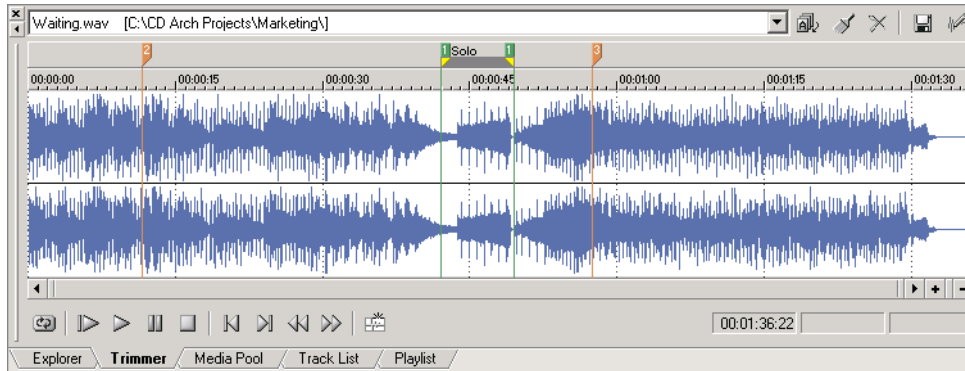 Waiting.wav [C:\CD Arch Projects\Marketing\]
2 1 Solo 1 3
00:00:00 00:00:15 00:00:30 00:00:45 00:01:00 00:01:15 00:01:30
00:01:36:22
Explorer Trimmer Media Pool Track List Playlist